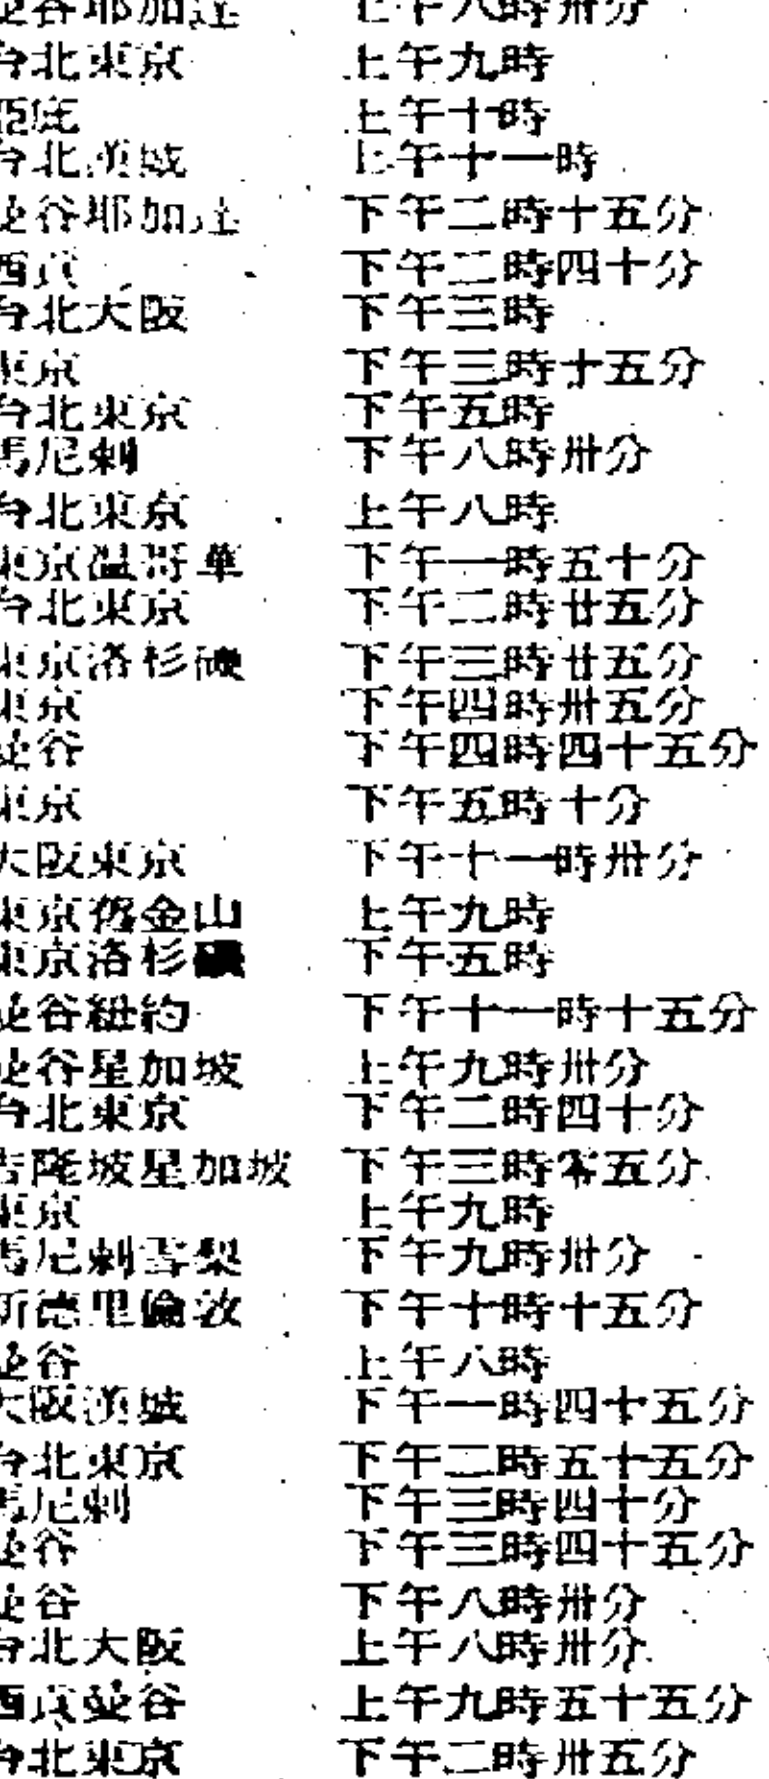 曼谷耶加達 上午八時卅分
台北東京 上午九時
峇底 上午十時
台北漢城 上午十一時
曼谷耶加達 下午二時十五分
西貢 下午二時四十分
台北大阪 下午三時
東京 下午三時十五分
台北東京 下午五時
馬尼剌 下午八時卅分
台北東京 上午八時
東京温哥華 下午一時五十分
台北東京 下午二時廿五分
東京洛杉磯 下午三時廿五分
東京 下午四時卅五分
曼谷 下午四時四十五分
東京 下午五時十分
大阪東京 下午十一時卅分
東京舊金山 上午九時
東京洛杉磯 下午五時
曼谷紐約 下午十一時十五分
曼谷星加坡 上午九時卅分
台北東京 下午二時四十分
吉隆坡星加坡 下午三時零五分
東京 上午九時
馬尼剌雪梨 下午九時卅分
新德里倫敦 下午十時十五分
曼谷 上午八時
大阪漢城 下午一時四十五分
台北東京 下午二時五十五分
馬尼剌 下午三時四十分
曼谷 下午三時四十五分
曼谷 下午八時卅分
台北大阪 上午八時卅分
西貢曼谷 上午九時五十五分
台北東京 下午二時卅五分